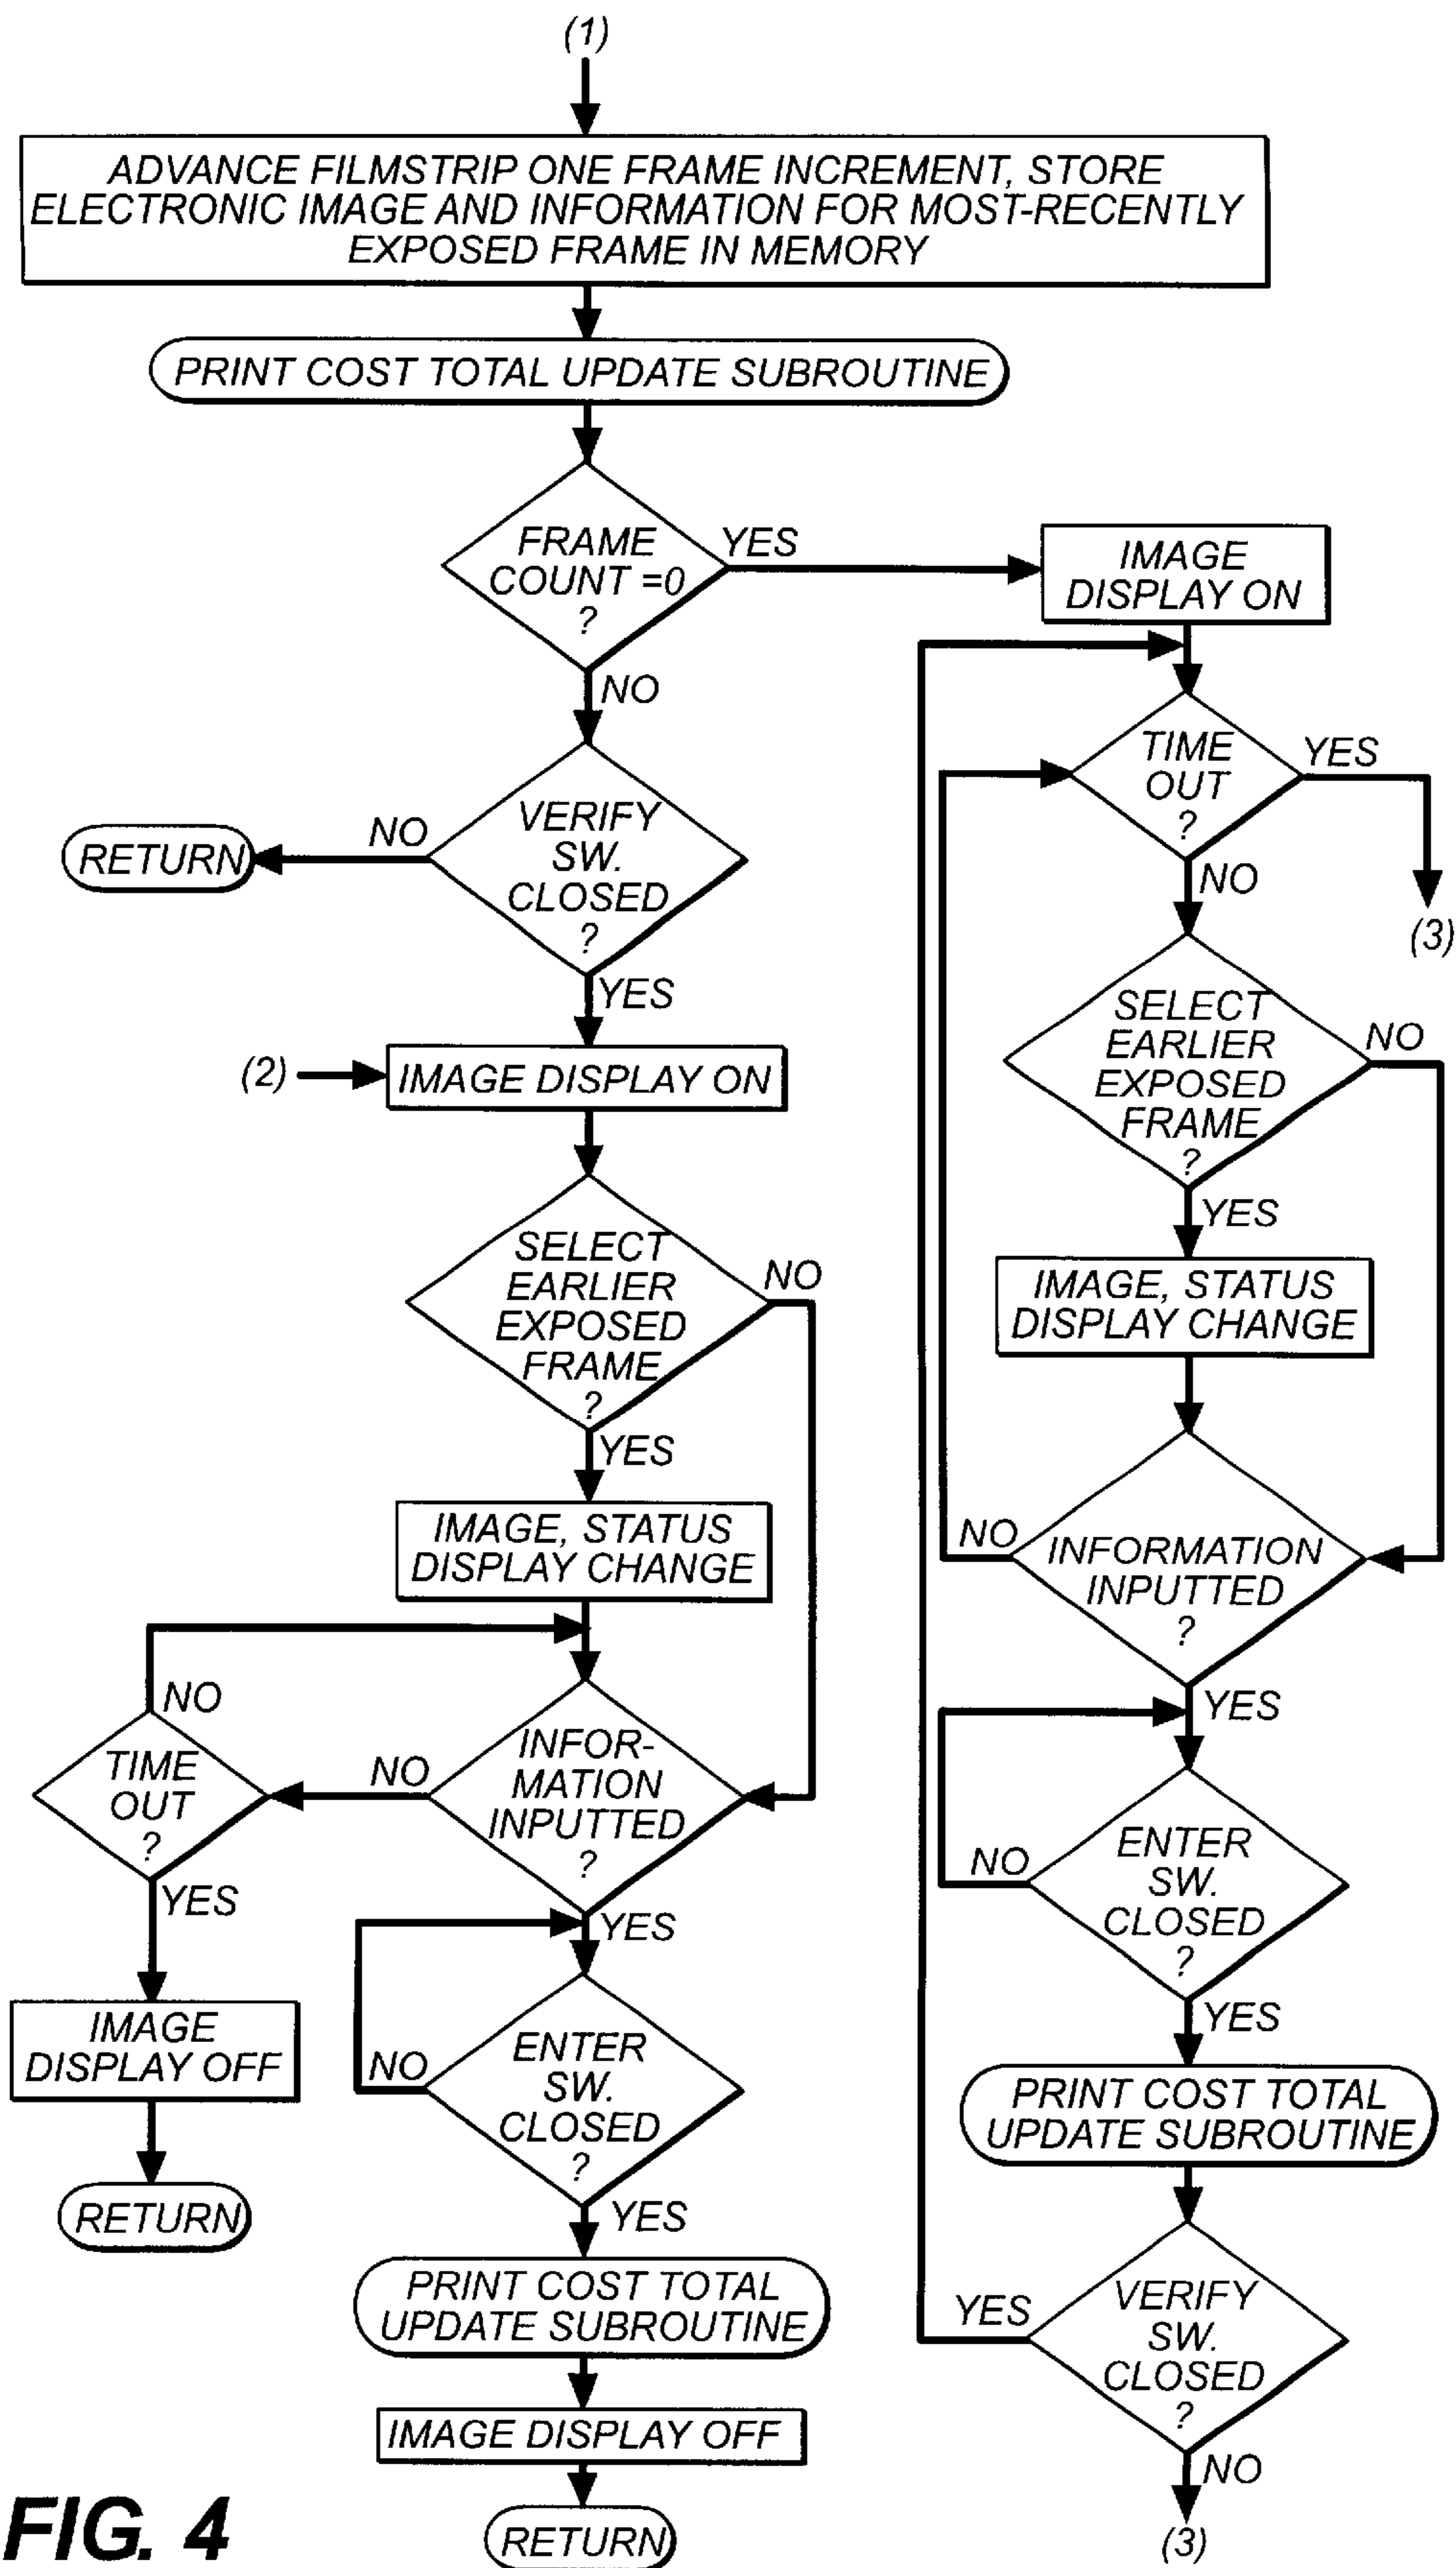 (1)
ADVANCE FILMSTRIP ONE FRAME INCREMENT, STORE
ELECTRONIC IMAGE AND INFORMATION FOR MOST-RECENTLY
EXPOSED FRAME IN MEMORY
PRINT COST TOTAL UPDATE SUBROUTINE
FRAME
COUNT =0
?
YES
NO
VERIFY
SW.
CLOSED
?
NO
RETURN
YES
(2)
IMAGE DISPLAY ON
SELECT
EARLIER
EXPOSED
FRAME
?
NO
YES
IMAGE, STATUS
DISPLAY CHANGE
INFOR-
MATION
INPUTTED
?
NO
TIME
OUT
?
NO
YES
IMAGE
DISPLAY OFF
RETURN
YES
ENTER
SW.
CLOSED
?
NO
YES
PRINT COST TOTAL
UPDATE SUBROUTINE
IMAGE DISPLAY OFF
RETURN
IMAGE
DISPLAY ON
TIME
OUT
?
YES
(3)
NO
SELECT
EARLIER
EXPOSED
FRAME
?
NO
YES
IMAGE, STATUS
DISPLAY CHANGE
INFORMATION
INPUTTED
?
NO
YES
ENTER
SW.
CLOSED
?
NO
YES
PRINT COST TOTAL
UPDATE SUBROUTINE
VERIFY
SW.
CLOSED
?
YES
NO
(3)
FIG. 4